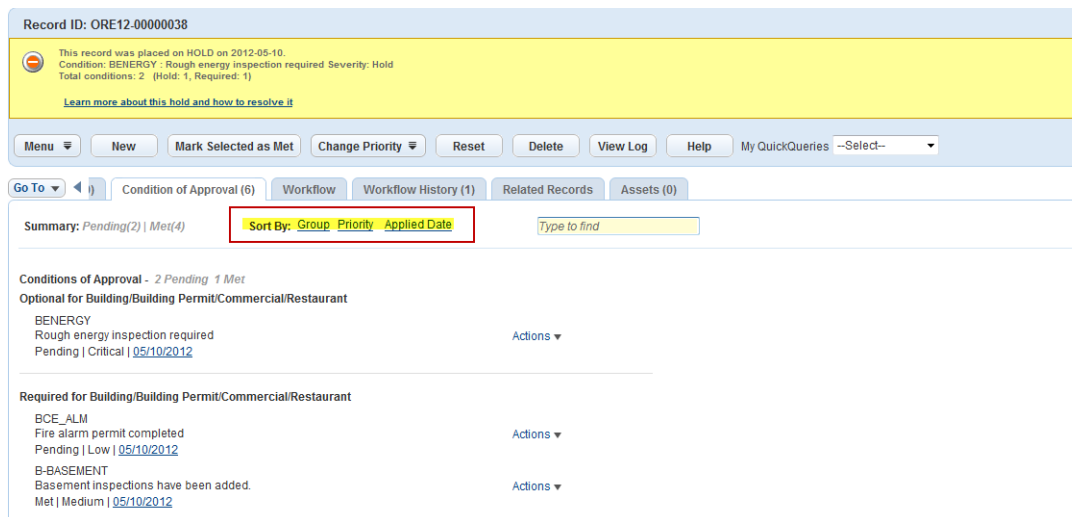 Record ID: ORE12-00000038
This record was placed on HOLD on 2012-05-10.
Condition: BENERGY : Rough energy inspection required Severity: Hold
Total conditions: 2 (Hold: 1, Required: 1)
Learn more about this hold and how to resolve it
Menu New Mark Selected as Met Change Priority Reset Delete View Log Help My QuickQueries --Select--
Go To ) Condition of Approval (6) Workflow Workflow History (1) Related Records Assets (0)
Summary: Pending(2) | Met(4) Sort By: Group Priority Applied Date Type to find
Conditions of Approval - 2 Pending 1 Met
Optional for Building/Building Permit/Commercial/Restaurant
BENERGY
Rough energy inspection required Actions
Pending | Critical | 05/10/2012
Required for Building/Building Permit/Commercial/Restaurant
BCE_ALM
Fire alarm permit completed Actions
Pending | Low | 05/10/2012
B-BASEMENT
Basement inspections have been added. Actions
Met | Medium | 05/10/2012